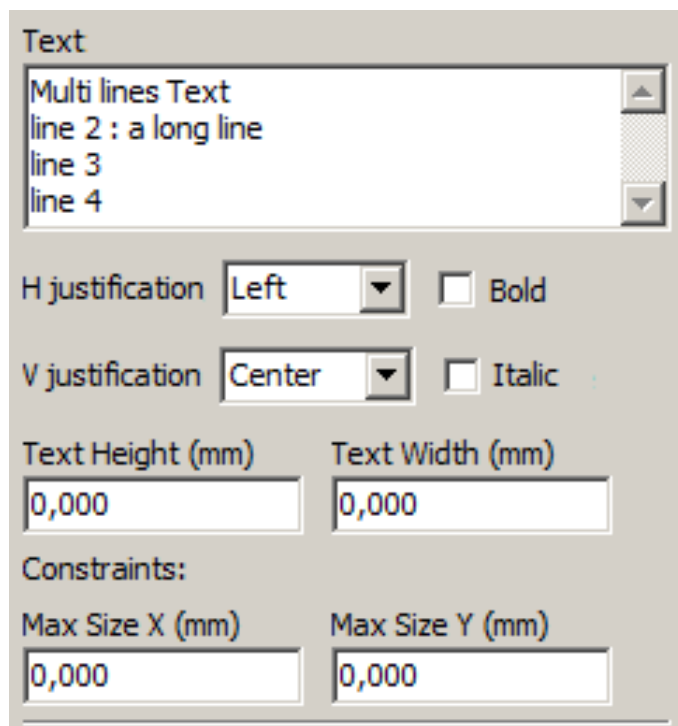 Text
Multi lines Text
line 2 : a long line
line 3
line 4
H justification Left Bold
V justification Center Italic
Text Height (mm) Text Width (mm)
0,000 0,000
Constraints:
Max Size X (mm) Max Size Y (mm)
0,000 0,000